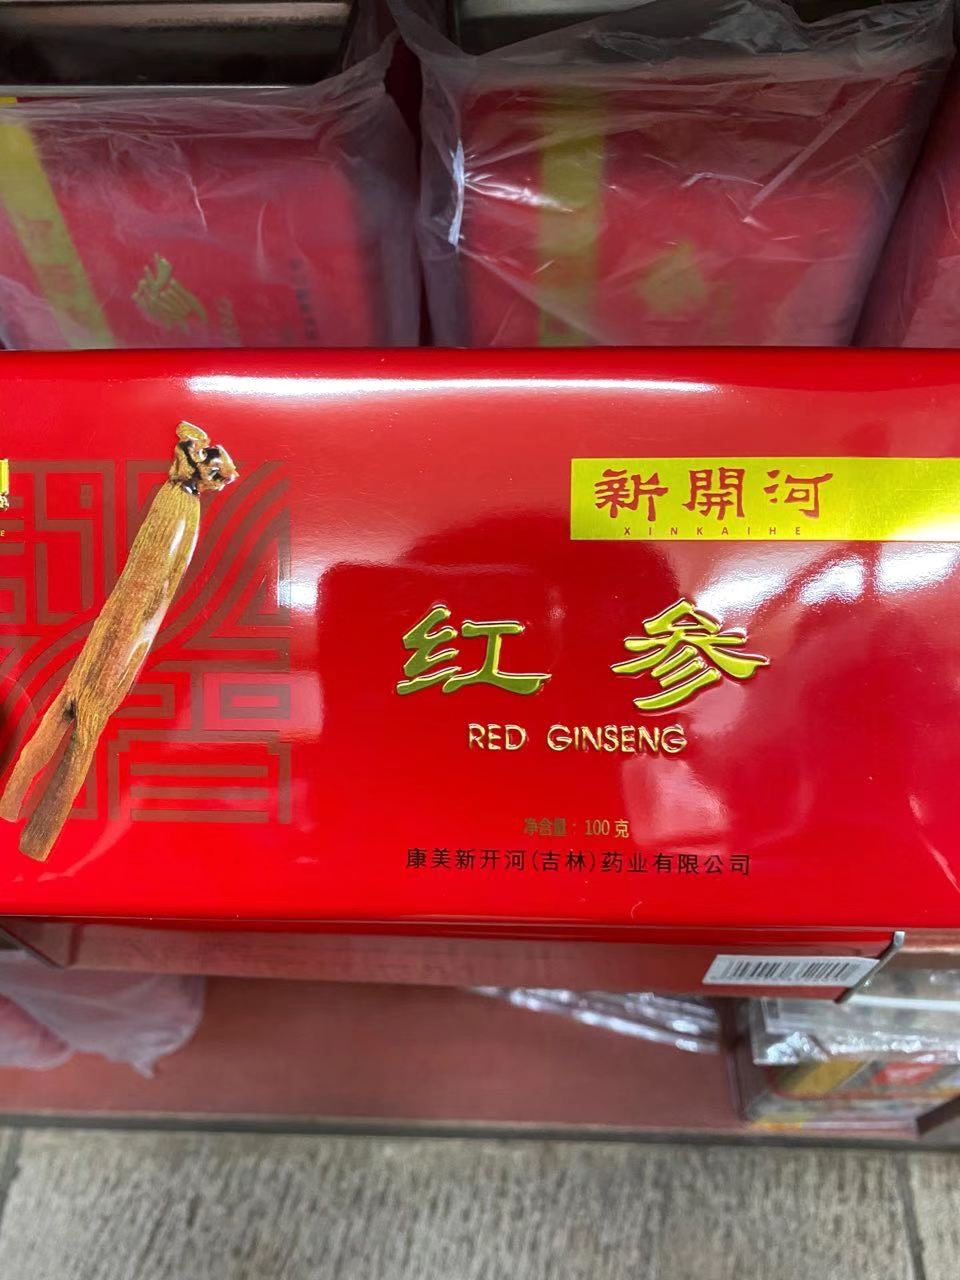 新開河
XINKAIHE
红参
RED GINSENG
净含量：100克
康美新开河(吉林)药业有限公司